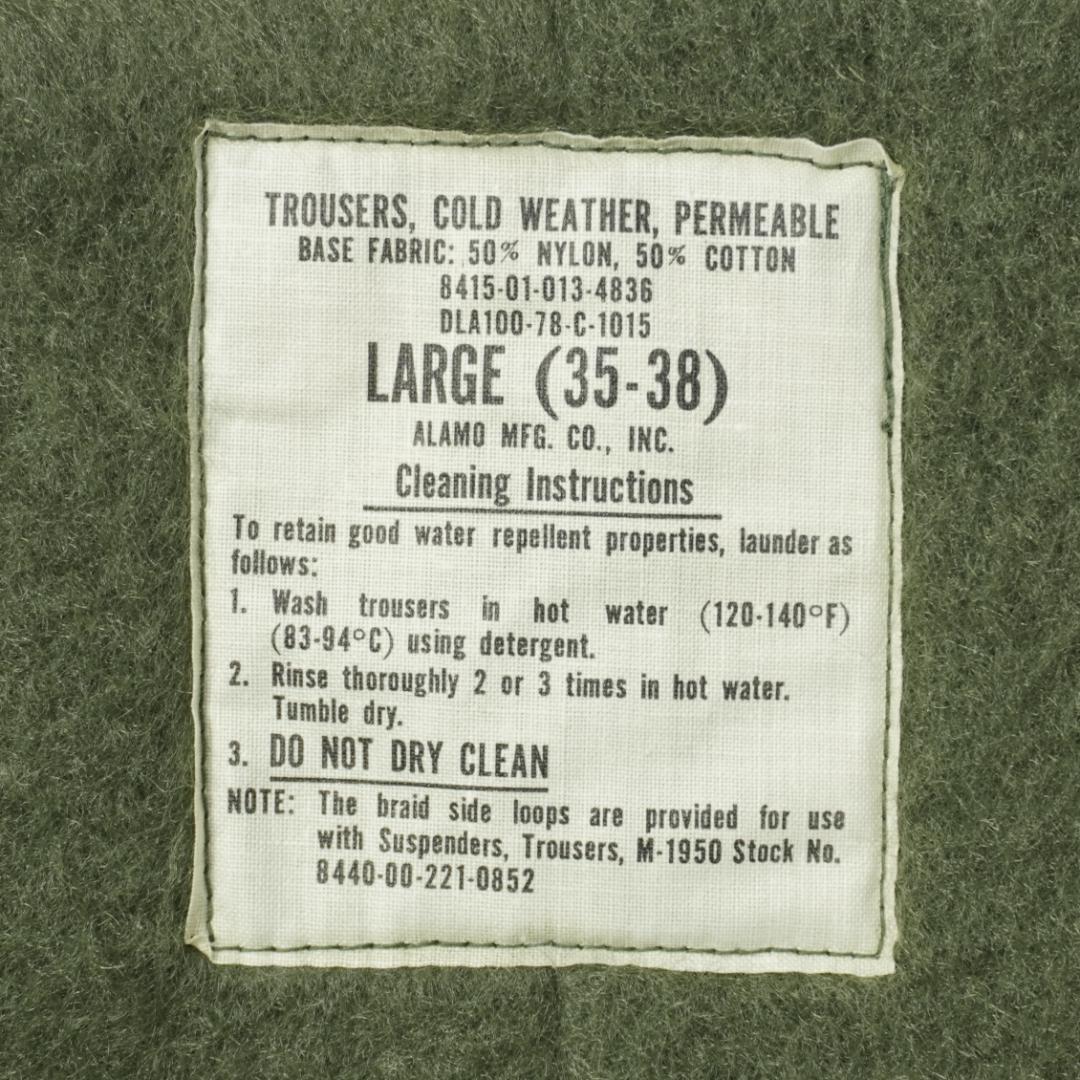 TROUSERS, COLD WEATHER, PERMEABLE
BASE FABRIC: 50% NYLON, 50% COTTON
8415-01-013-4836
DLA100-78-C-1015
LARGE (35-38)
ALAMO MFG. CO., INC.
Cleaning Instructions
To retain good water repellent properties, launder as
follows:
1. Wash trousers in hot water (120-140°F)
(83-94°C) using detergent.
2. Rinse thoroughly 2 or 3 times in hot water.
Tumble dry.
3. DO NOT DRY CLEAN
NOTE: The braid side loops are provided for use
with Suspenders, Trousers, M-1950 Stock No.
8440-00-221-0852